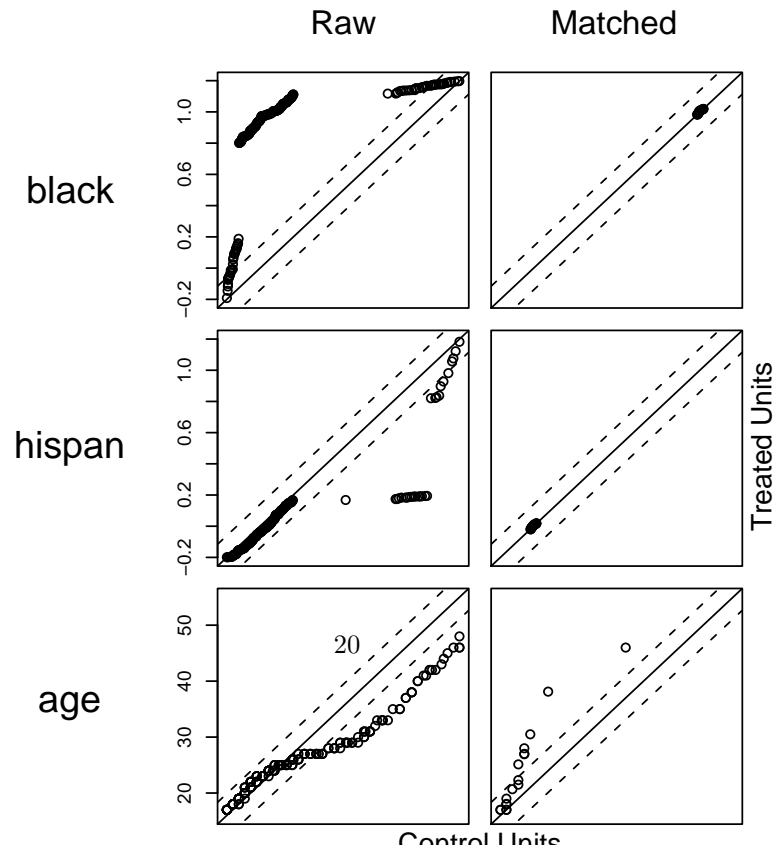 Raw Matched
black
1.0
0.6
0.2
−0.2
hispan
1.0
0.6
0.2
−0.2
Treated Units
age
50
40
30
20
20
Control Units